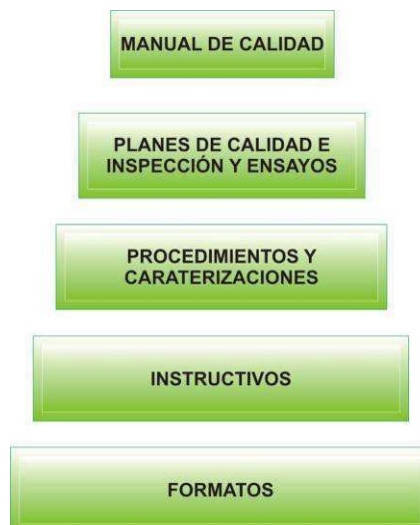 MANUAL DE CALIDAD
PLANES DE CALIDAD E
INSPECCIÓN Y ENSAYOS
PROCEDIMIENTOS Y
CARATERIZACIONES
INSTRUCTIVOS
FORMATOS